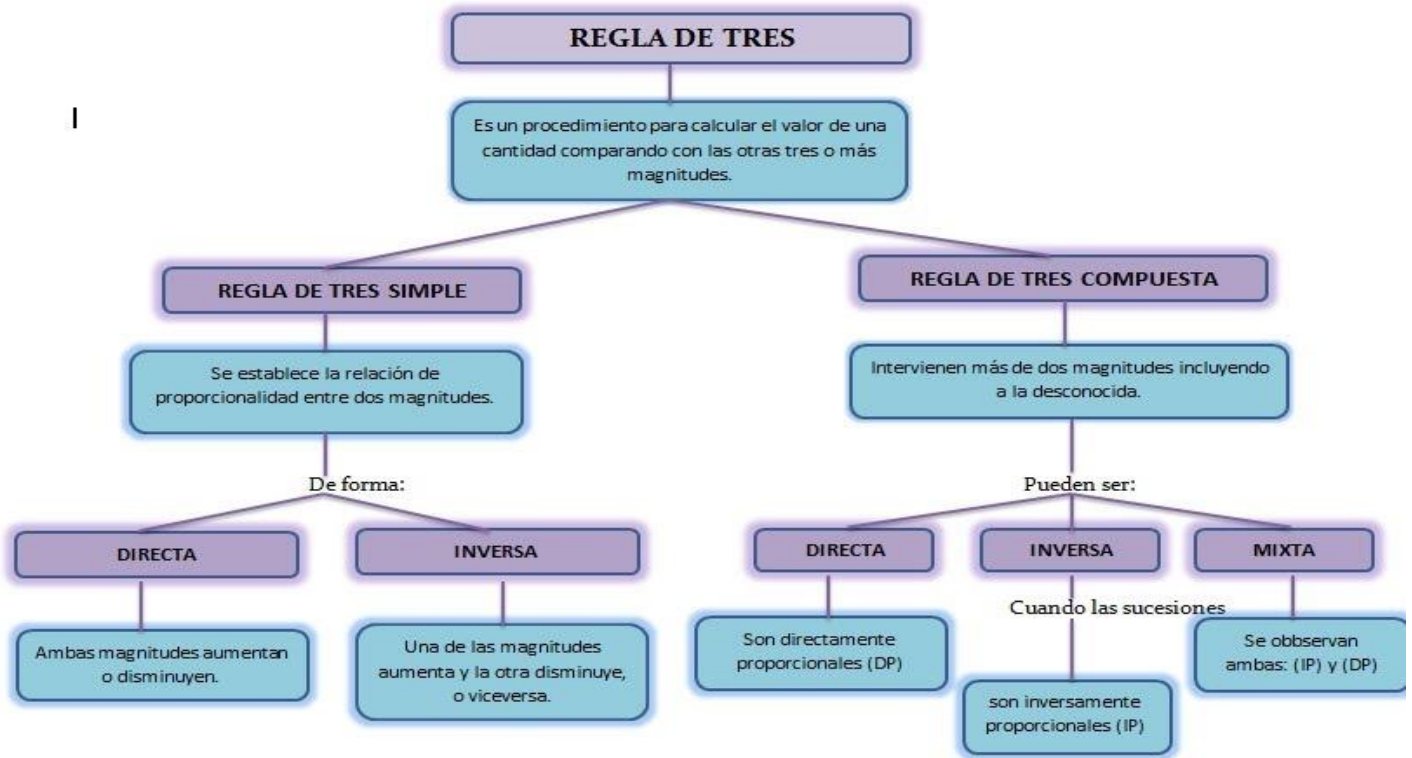 REGLA DE TRES
I
Es un procedimiento para calcular el valor de una
cantidad comparando con las otras tres o más
magnitudes.
REGLA DE TRES SIMPLE
Se establece la relación de
proporcionalidad entre dos magnitudes.
De forma:
DIRECTA
Ambas magnitudes aumentan
o disminuyen.
INVERSA
Una de las magnitudes
aumenta y la otra disminuye,
o viceversa.
REGLA DE TRES COMPUESTA
Intervienen más de dos magnitudes incluyendo
a la desconocida.
Pueden ser:
DIRECTA
INVERSA
MIXTA
Cuando las sucesiones
Son directamente
proporcionales (DP)
son inversamente
proporcionales (IP)
Se obbservan
ambas: (IP) y (DP)